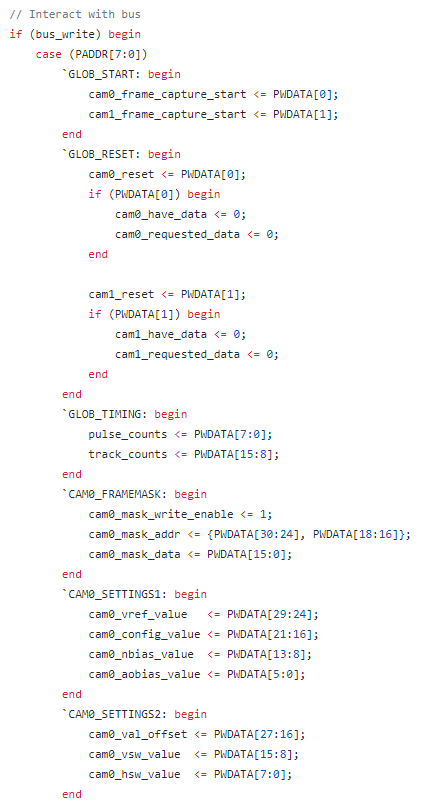 // Interact with bus
if (bus_write) begin
    case (PADDR[7:0])
        `GLOB_START: begin
            cam0_frame_capture_start <= PWDATA[0];
            cam1_frame_capture_start <= PWDATA[1];
        end
        `GLOB_RESET: begin
            cam0_reset <= PWDATA[0];
            if (PWDATA[0]) begin
                cam0_have_data <= 0;
                cam0_requested_data <= 0;
            end

            cam1_reset <= PWDATA[1];
            if (PWDATA[1]) begin
                cam1_have_data <= 0;
                cam1_requested_data <= 0;
            end
        end
        `GLOB_TIMING: begin
            pulse_counts <= PWDATA[7:0];
            track_counts <= PWDATA[15:8];
        end
        `CAM0_FRAMEMASK: begin
            cam0_mask_write_enable <= 1;
            cam0_mask_addr <= {PWDATA[30:24], PWDATA[18:16]};
            cam0_mask_data <= PWDATA[15:0];
        end
        `CAM0_SETTINGS1: begin
            cam0_vref_value   <= PWDATA[29:24];
            cam0_config_value <= PWDATA[21:16];
            cam0_nbias_value  <= PWDATA[13:8];
            cam0_aobias_value <= PWDATA[5:0];
        end
        `CAM0_SETTINGS2: begin
            cam0_val_offset <= PWDATA[27:16];
            cam0_vsw_value  <= PWDATA[15:8];
            cam0_hsw_value  <= PWDATA[7:0];
        end